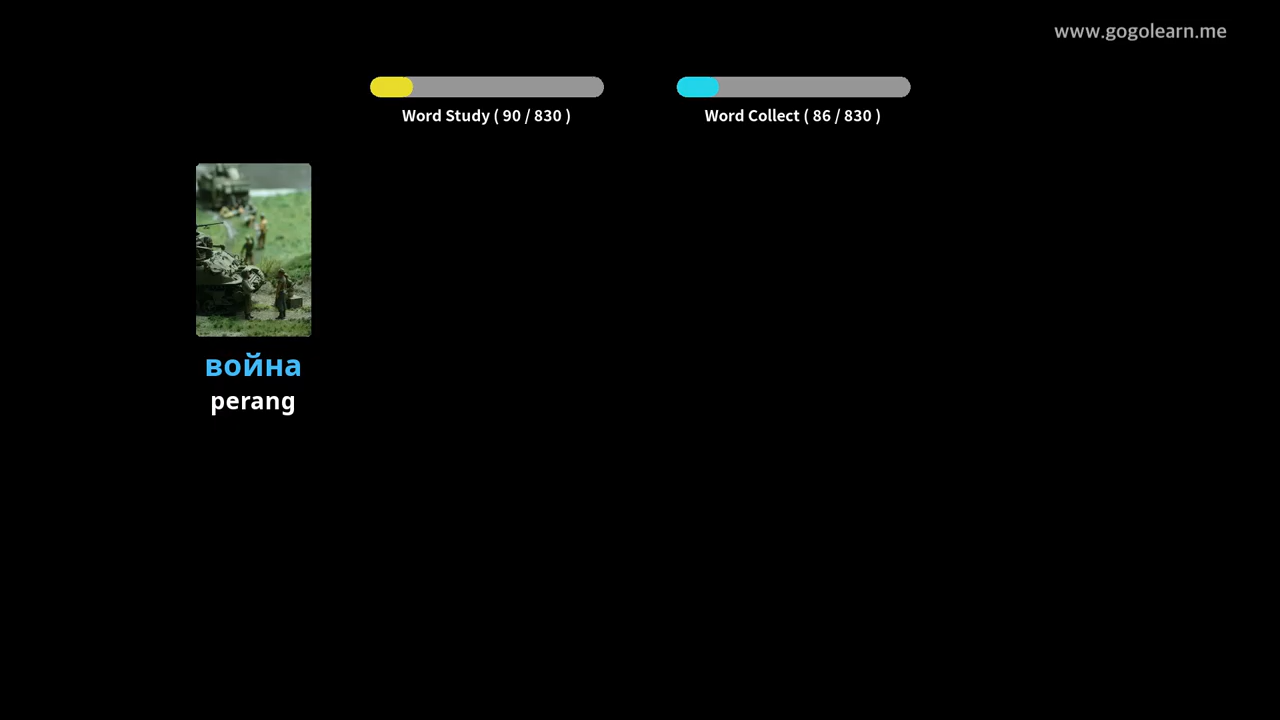 www.gogolearn.me
Word Study ( 90 / 830 )
Word Collect ( 86 / 830 )
война
perang